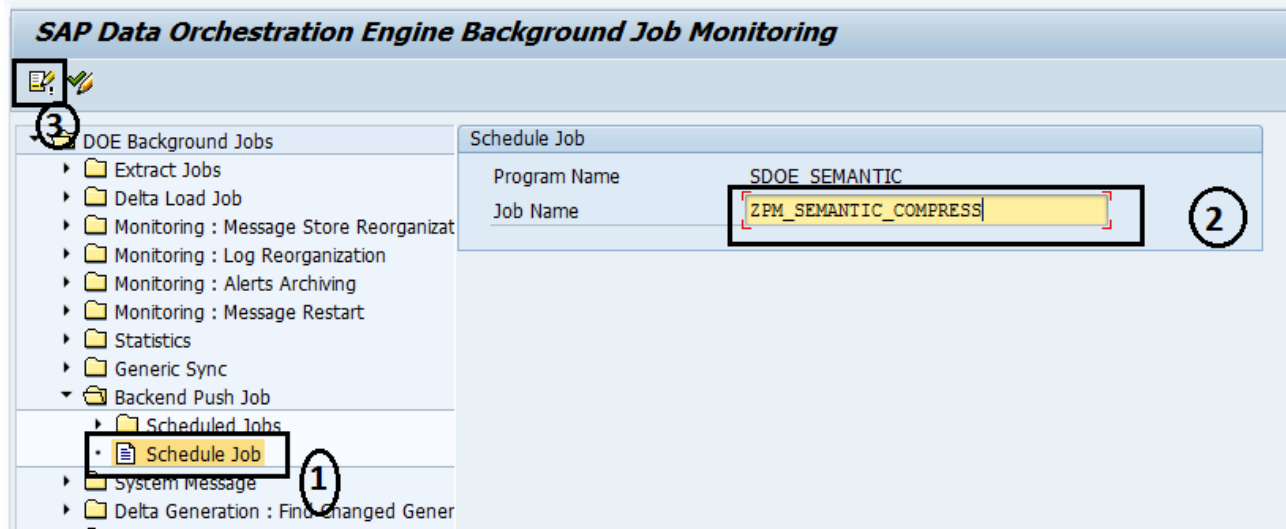 SAP Data Orchestration Engine Background Job Monitoring
3
DOE Background Jobs
Extract Jobs
Delta Load Job
Monitoring : Message Store Reorganizat
Monitoring : Log Reorganization
Monitoring : Alerts Archiving
Monitoring : Message Restart
Statistics
Generic Sync
Backend Push Job
Scheduled Jobs
Schedule Job
1
System Message
Delta Generation : Find Changed Gener
Schedule Job
Program Name SDOE_SEMANTIC
Job Name ZPM_SEMANTIC_COMPRESS
2